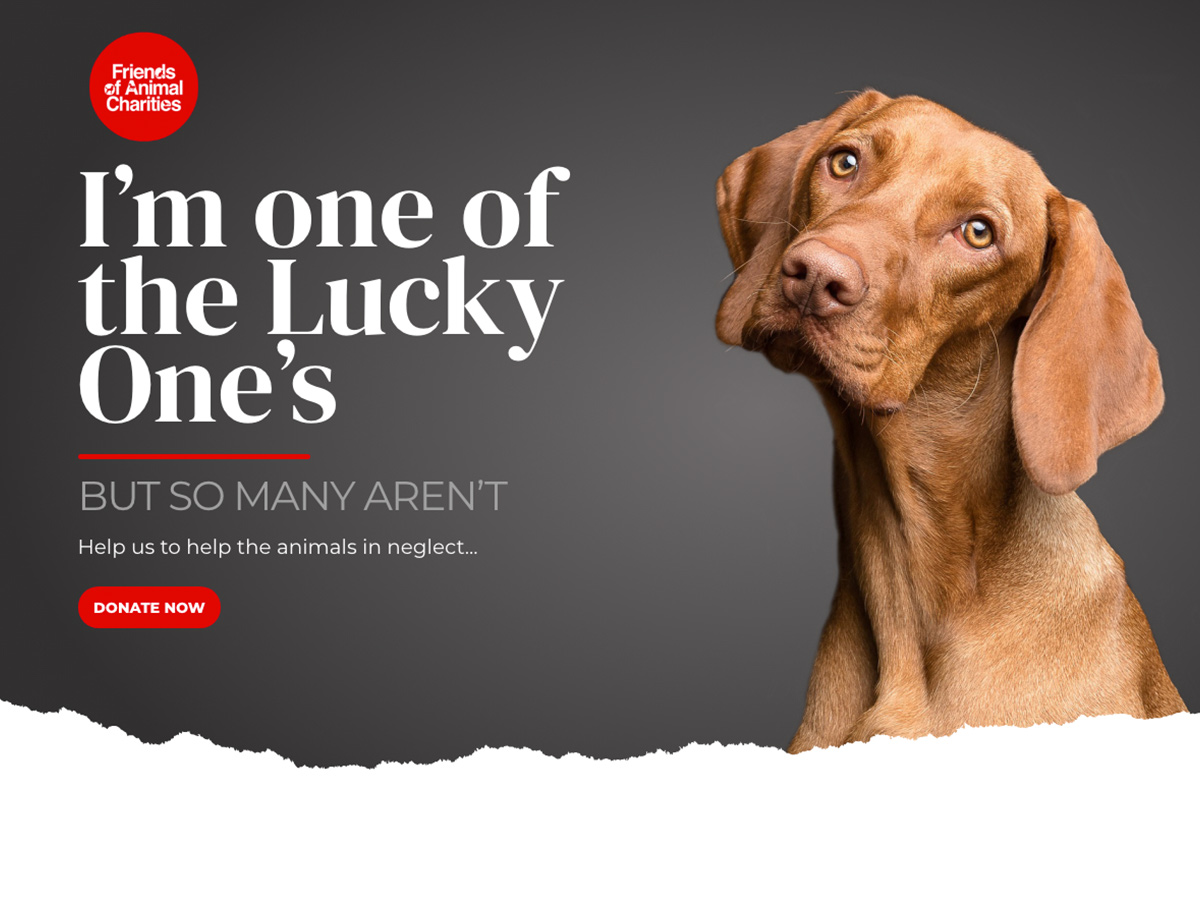 Friends
of Animal
Charities
I’m one of
the Lucky
One’s
BUT SO MANY AREN’T
Help us to help the animals in neglect...
DONATE NOW